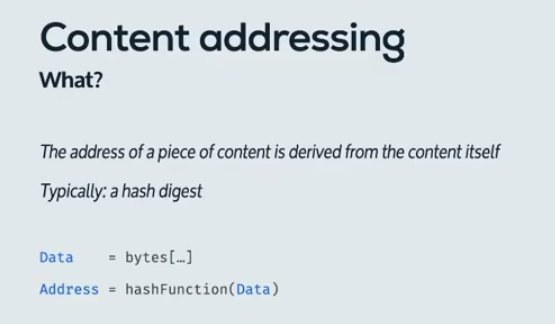 Content addressing
What?
The address of a piece of content is derived from the content itself
Typically: a hash digest
Data    = bytes[…]
Address = hashFunction(Data)